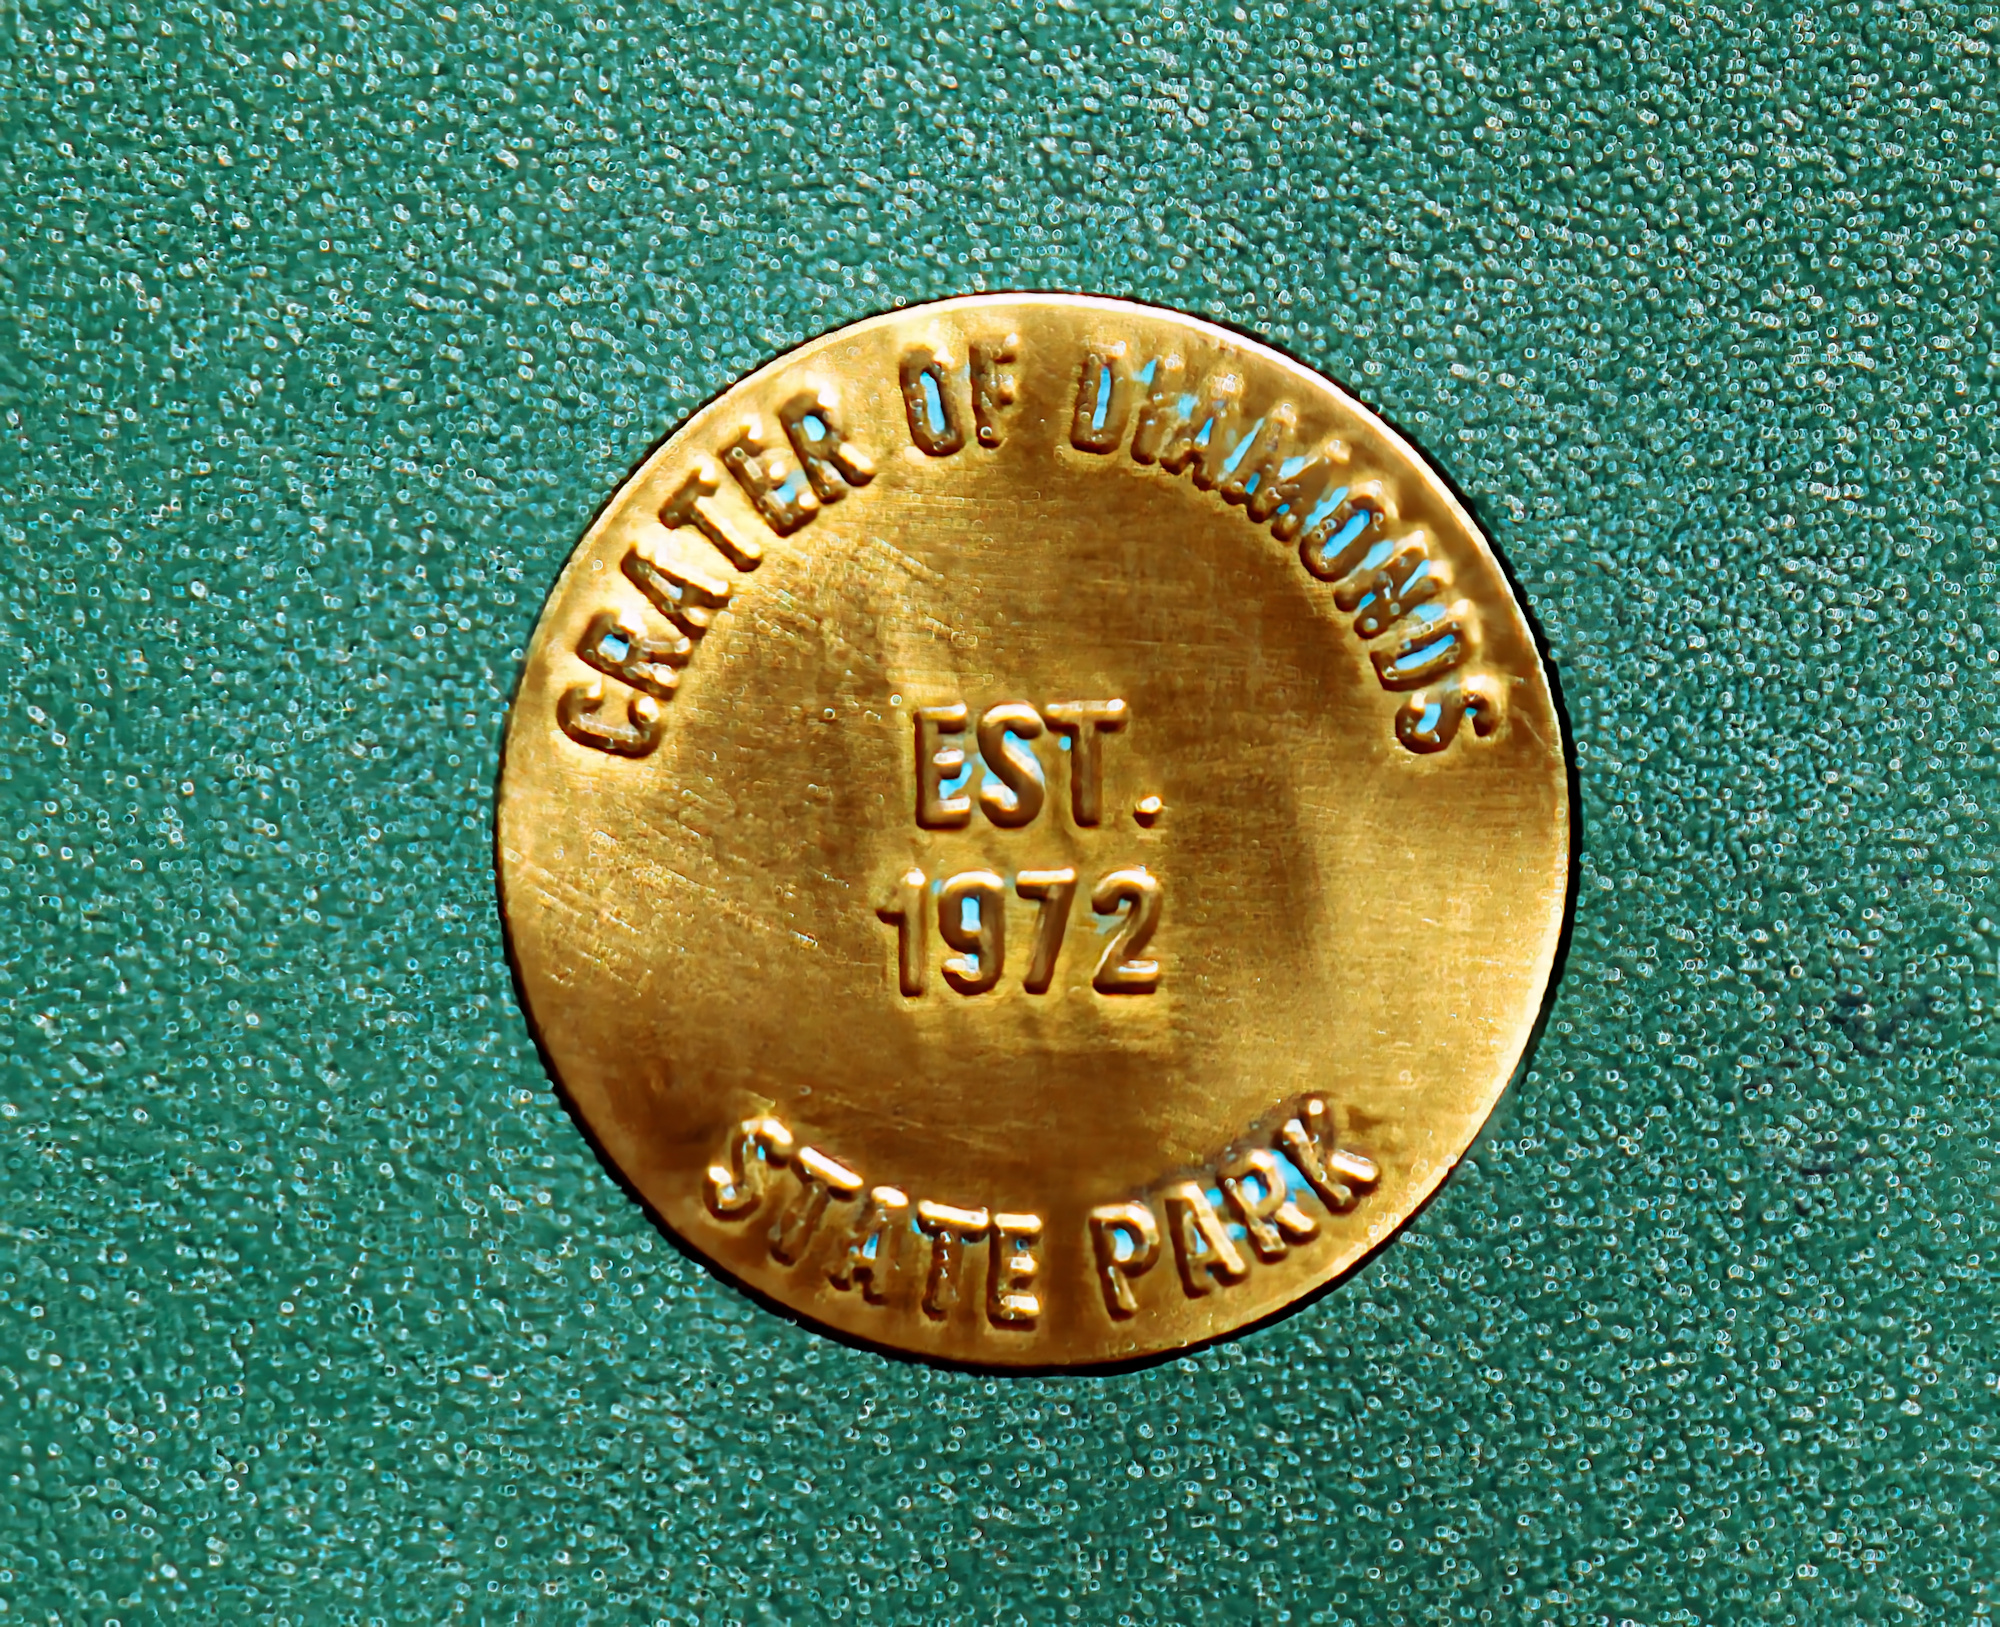 CRATER OF DIAMONDS
EST.
1972
STATE PARK